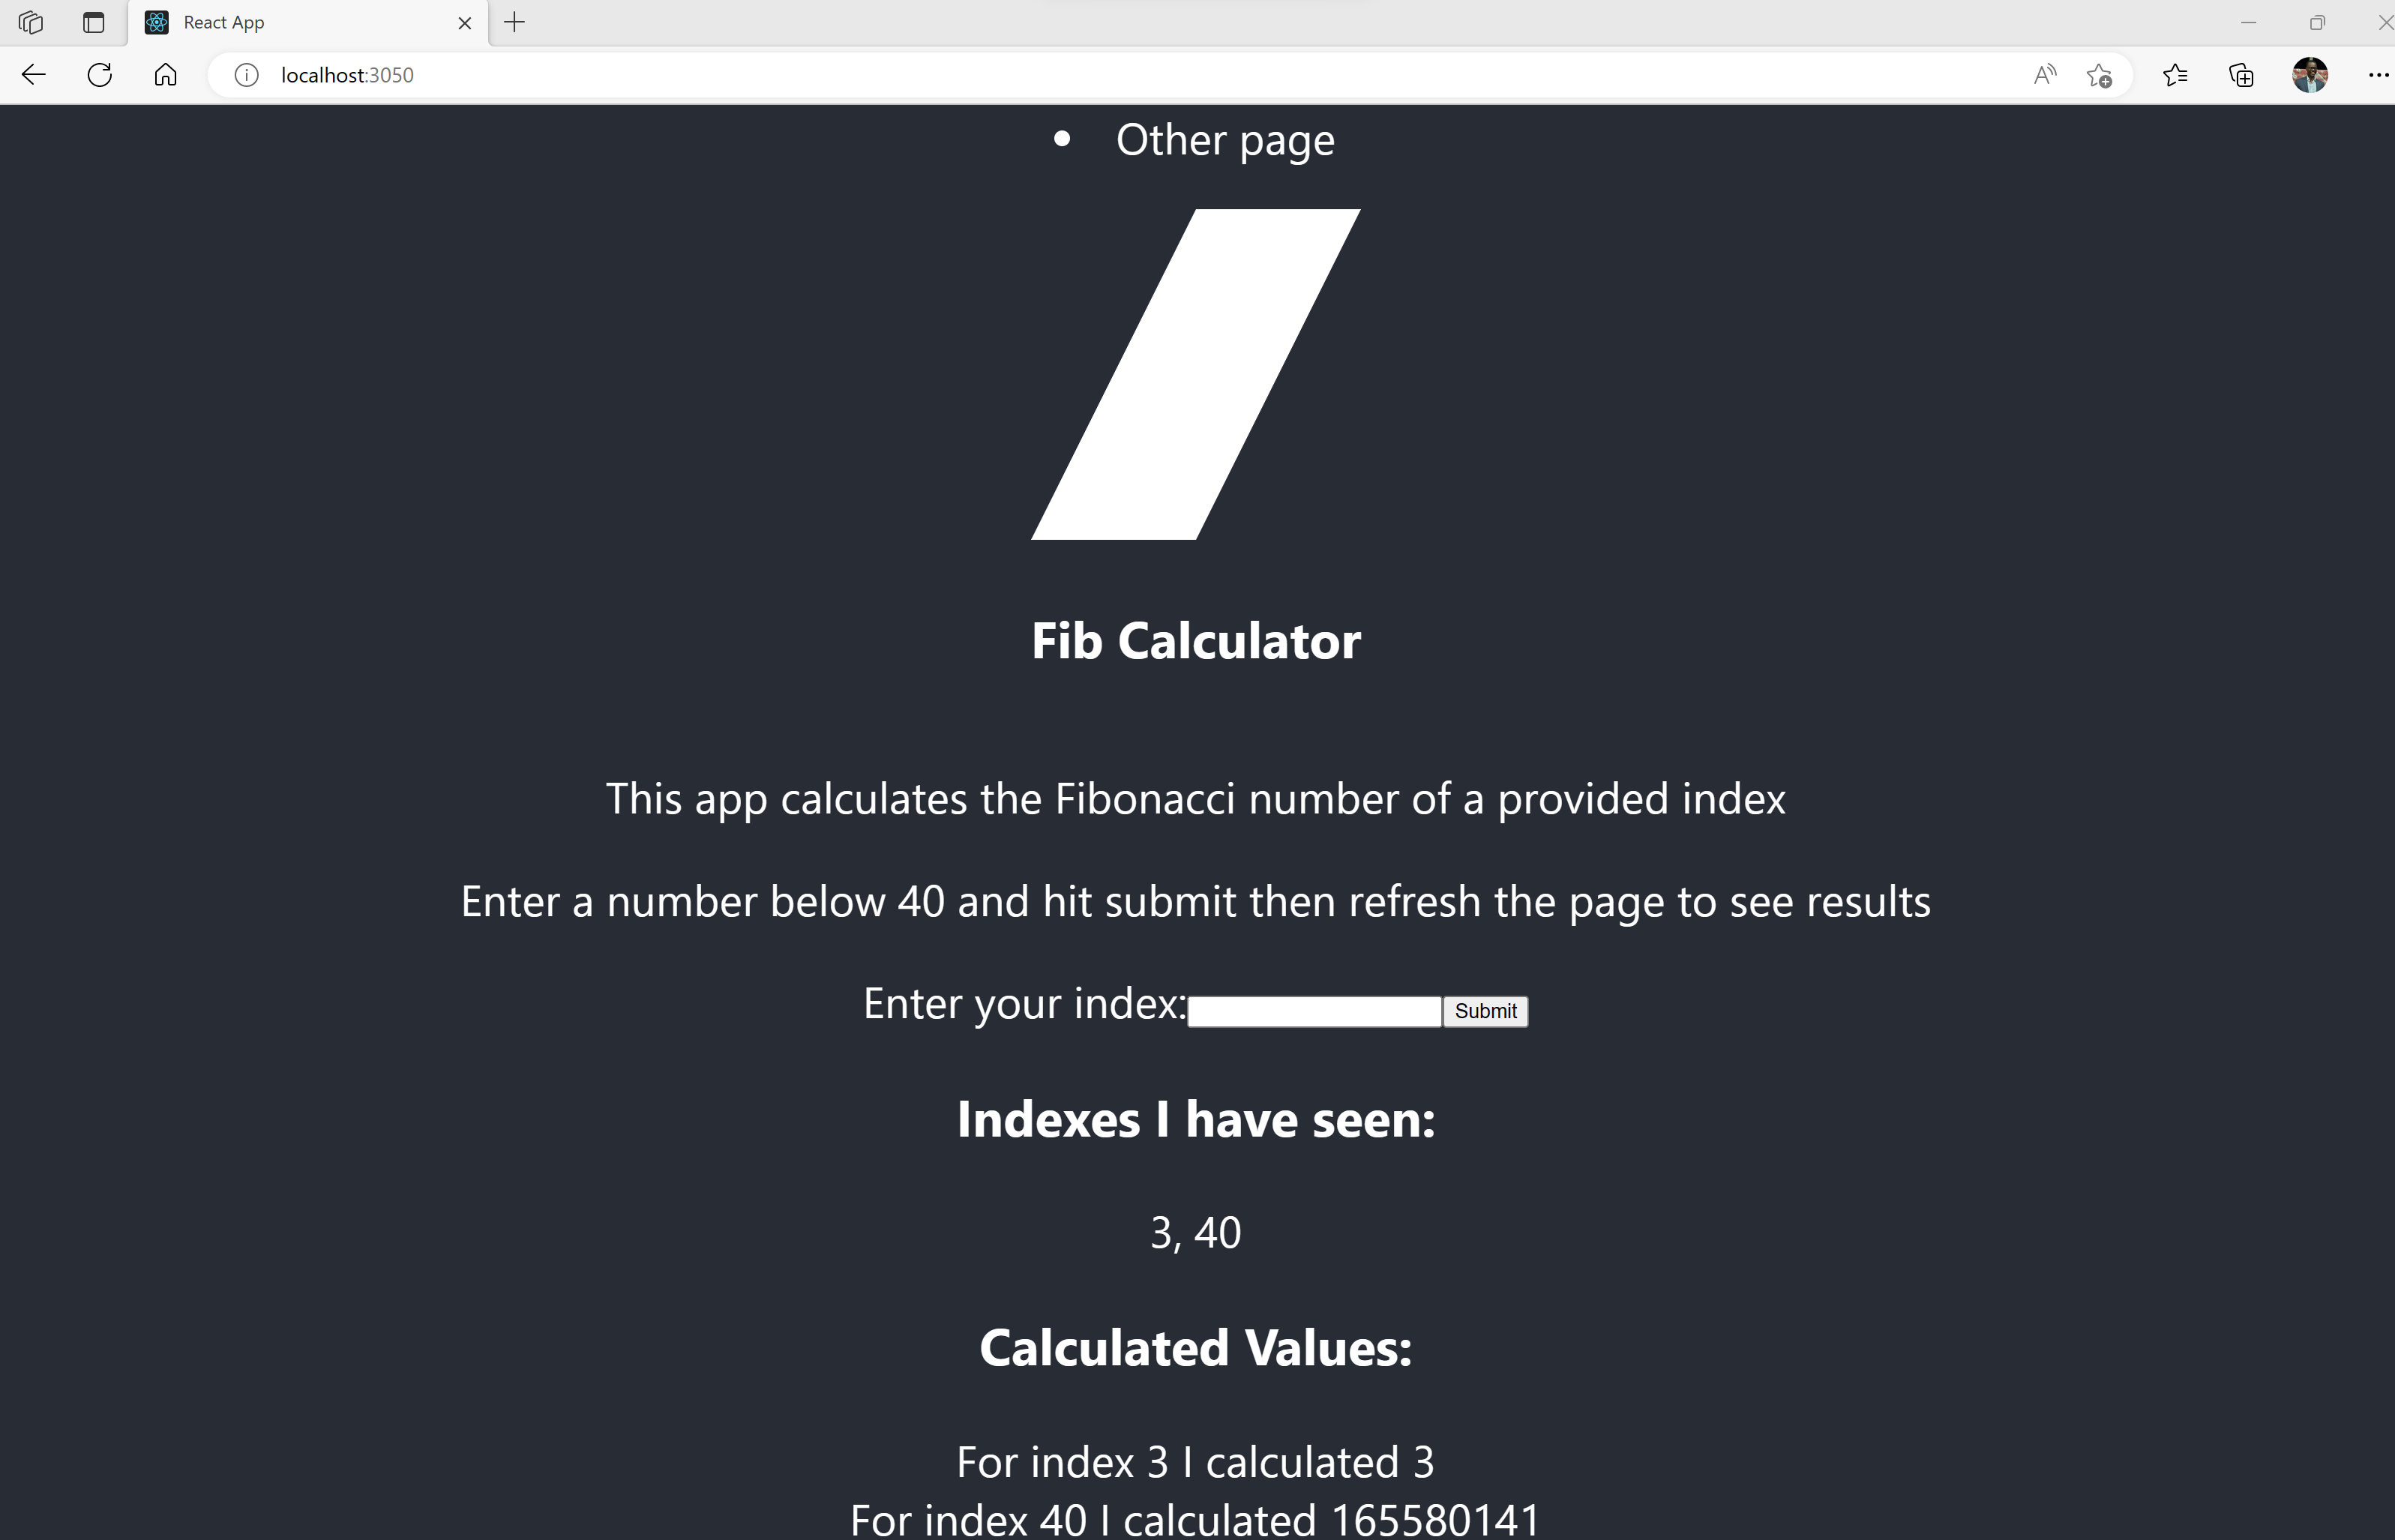 React App
localhost:3050
Other page
Fib Calculator
This app calculates the Fibonacci number of a provided index
Enter a number below 40 and hit submit then refresh the page to see results
Enter your index: Submit
Indexes I have seen:
3, 40
Calculated Values:
For index 3 I calculated 3
For index 40 I calculated 165580141